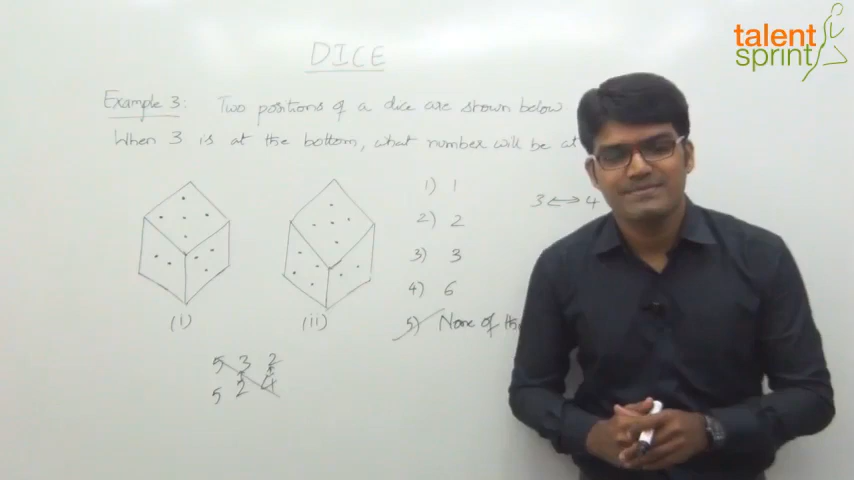 talent
sprint
DICE
Example 3: Two positions of a dice are shown below
When 3 is at the bottom, what number will be at
1) 1
2) 2
3) 3
4) 6
5) None of
3 ↔ 4
(i)
(ii)
5 3 2
5 2 4